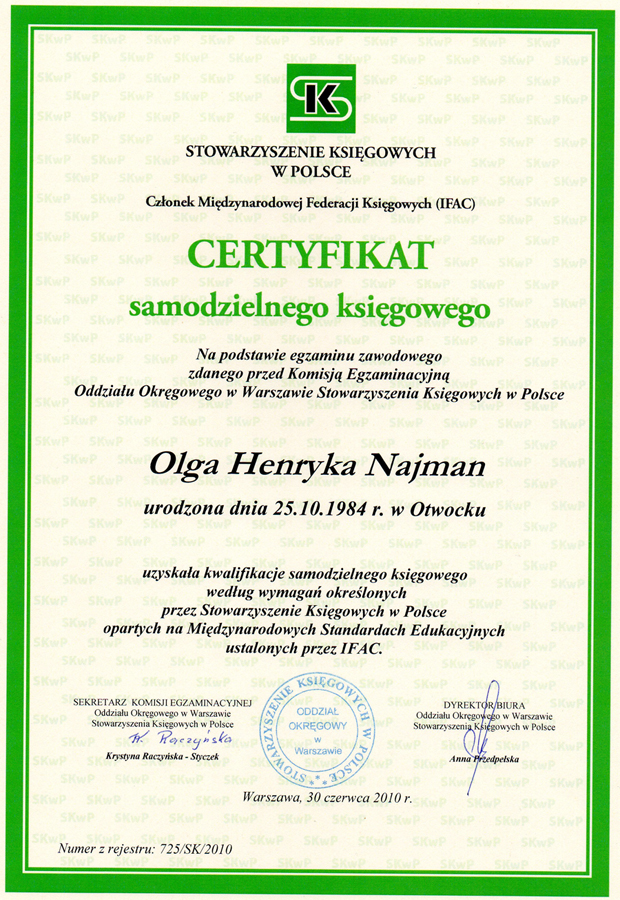 SK
STOWARZYSZENIE KSIĘGOWYCH
W POLSCE
Członek Międzynarodowej Federacji Księgowych (IFAC)
CERTYFIKAT
samodzielnego księgowego
Na podstawie egzaminu zawodowego
zdanego przed Komisją Egzaminacyjną
Oddziału Okręgowego w Warszawie Stowarzyszenia Księgowych w Polsce
Olga Henryka Najman
urodzona dnia 25.10.1984 r. w Otwocku
uzyskała kwalifikacje samodzielnego księgowego
według wymagań określonych
przez Stowarzyszenie Księgowych w Polsce
opartych na Międzynarodowych Standardach Edukacyjnych
ustalonych przez IFAC.
SEKRETARZ KOMISJI EGZAMINACYJNEJ
Oddziału Okręgowego w Warszawie
Stowarzyszenia Księgowych w Polsce
K. Raczyńska
Krystyna Raczyńska - Styczek
STOWARZYSZENIE KSIĘGOWYCH W POLSCE
ODDZIAŁ
OKRĘGOWY
w
Warszawie
DYREKTOR BIURA
Oddziału Okręgowego w Warszawie
Stowarzyszenia Księgowych w Polsce
Anna Przedpelska
Warszawa, 30 czerwca 2010 r.
Numer z rejestru: 725/SK/2010